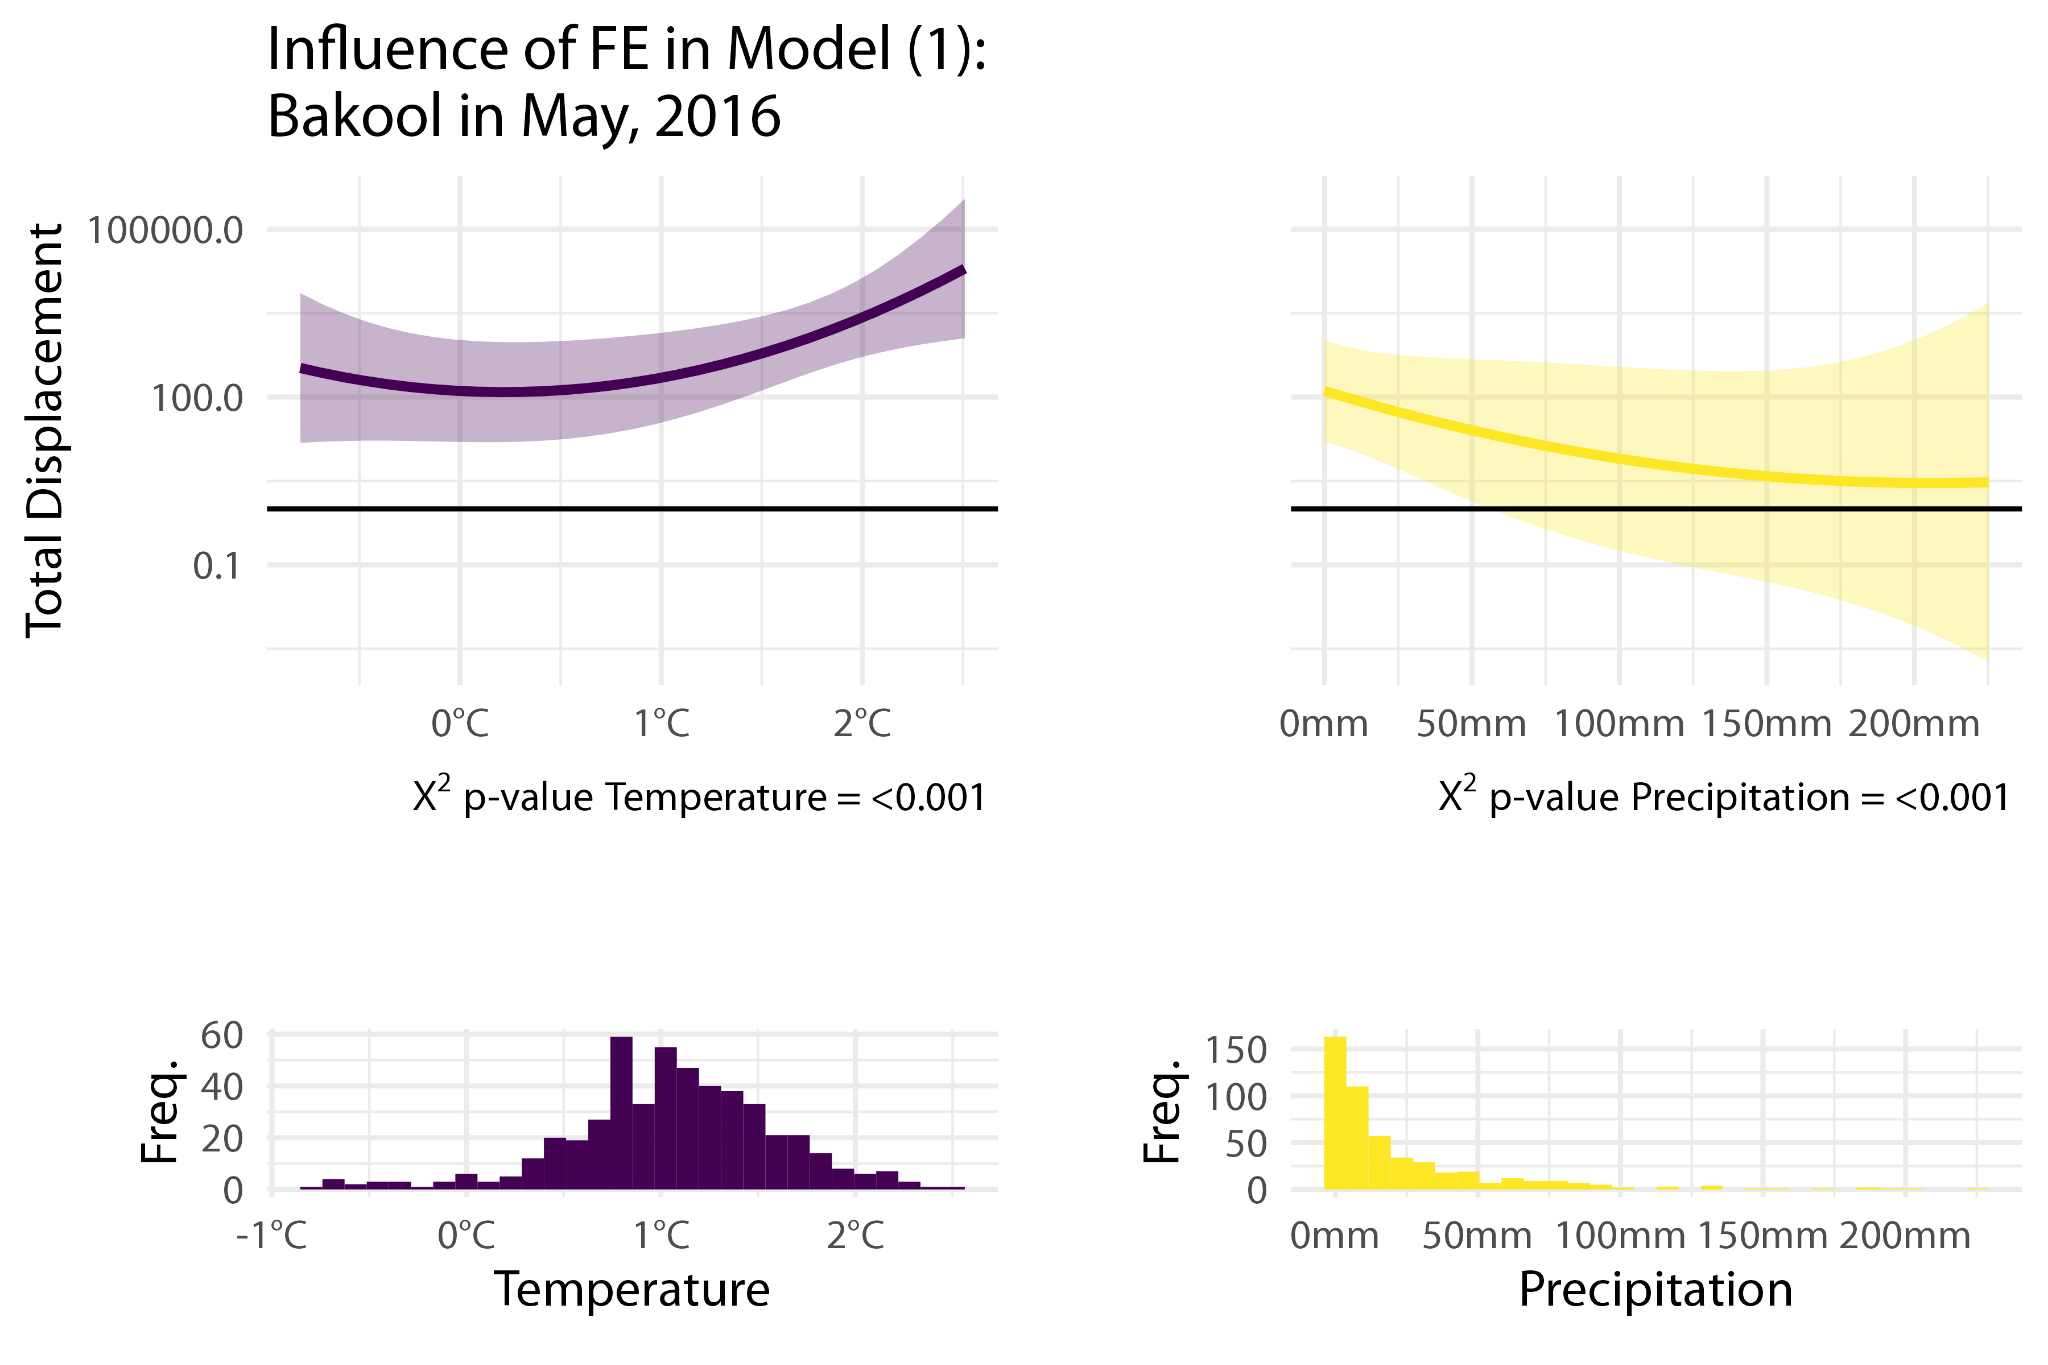 Influence of FE in Model (1):
Bakool in May, 2016
Total Displacement
100000.0
100.0
0.1
0°C 1°C 2°C
X² p-value Temperature = <0.001
0mm 50mm 100mm 150mm 200mm
X² p-value Precipitation = <0.001
Freq.
60
40
20
0
-1°C 0°C 1°C 2°C
Temperature
Freq.
150
100
50
0
0mm 50mm 100mm 150mm 200mm
Precipitation